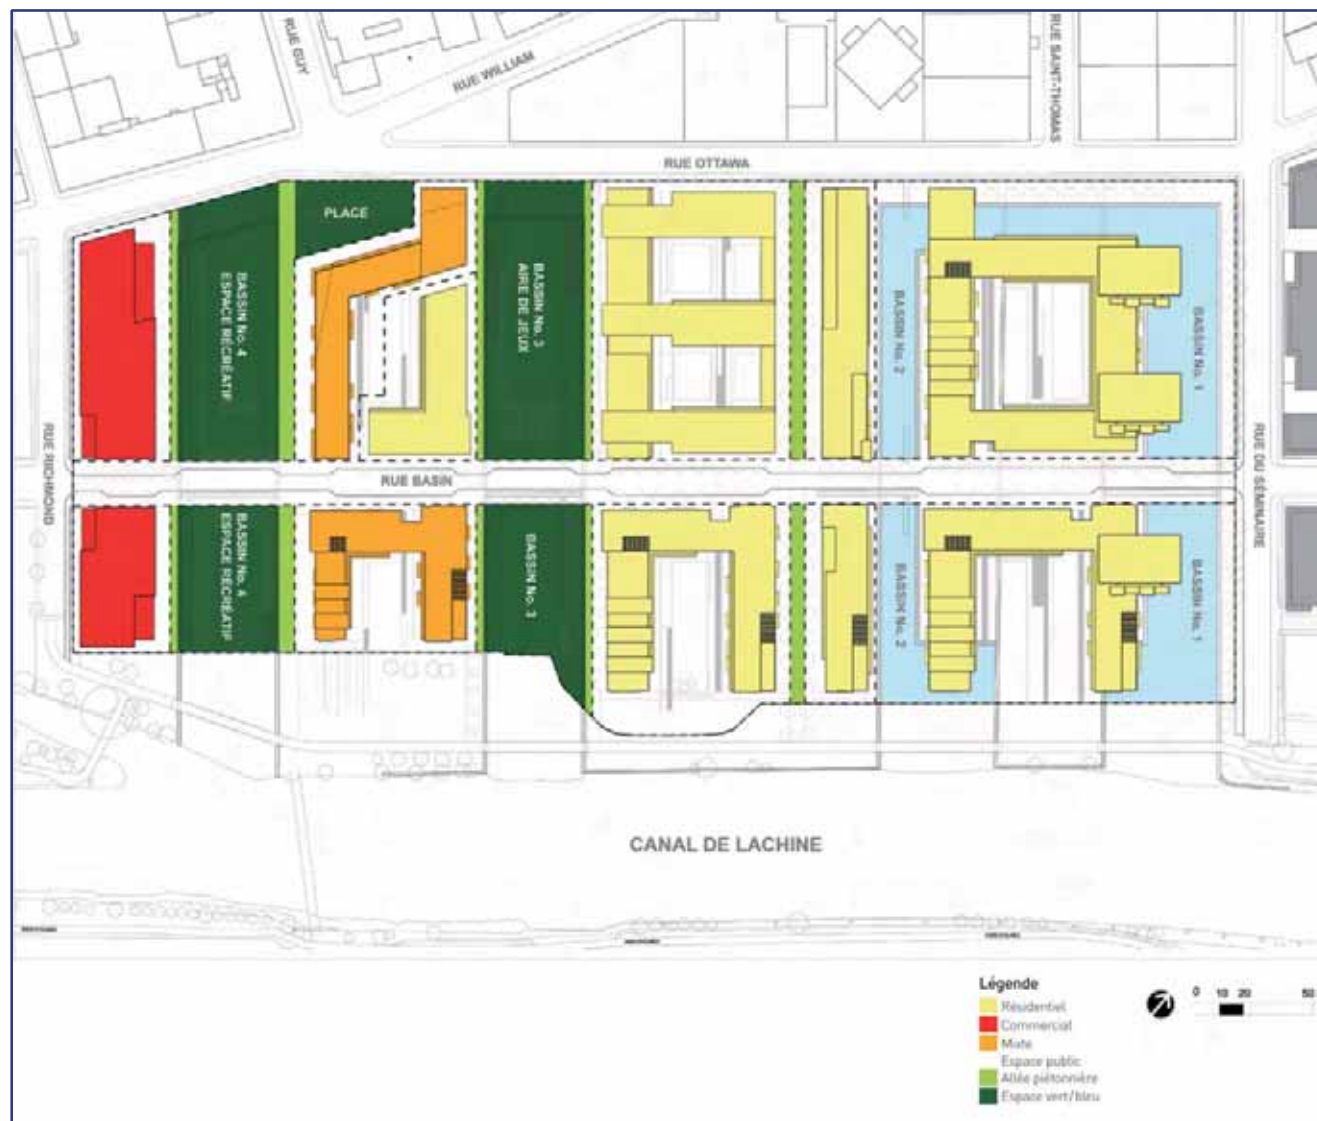 RUE GUY
RUE WILLIAM
RUE SAINT-THOMAS
RUE OTTAWA
PLACE
BASSIN No. 4
ESPACE RÉCRÉATIF
BASSIN No. 3
AIRE DE JEUX
BASSIN No. 2
BASSIN No. 1
RUE RICHMOND
RUE BASIN
RUE DU SÉMINAIRE
BASSIN No. 4
ESPACE RÉCRÉATIF
BASSIN No. 3
BASSIN No. 2
BASSIN No. 1
CANAL DE LACHINE
Légende
Résidentiel
Commercial
Mixte
Espace public
Allée piétonnière
Espace vert/bleu
0 10 20 50